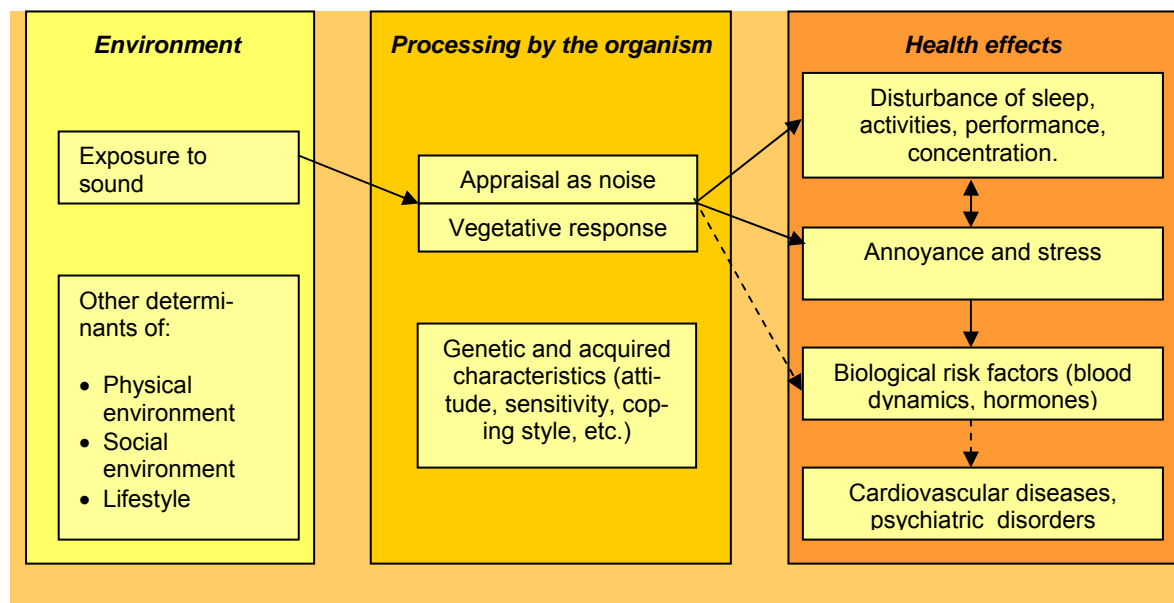 Environment
Exposure to
sound
Other determi-
nants of:
• Physical
environment
• Social
environment
• Lifestyle
Processing by the organism
Appraisal as noise
Vegetative response
Genetic and acquired
characteristics (atti-
tude, sensitivity, cop-
ing style, etc.)
Health effects
Disturbance of sleep,
activities, performance,
concentration.
Annoyance and stress
Biological risk factors (blood
dynamics, hormones)
Cardiovascular diseases,
psychiatric disorders